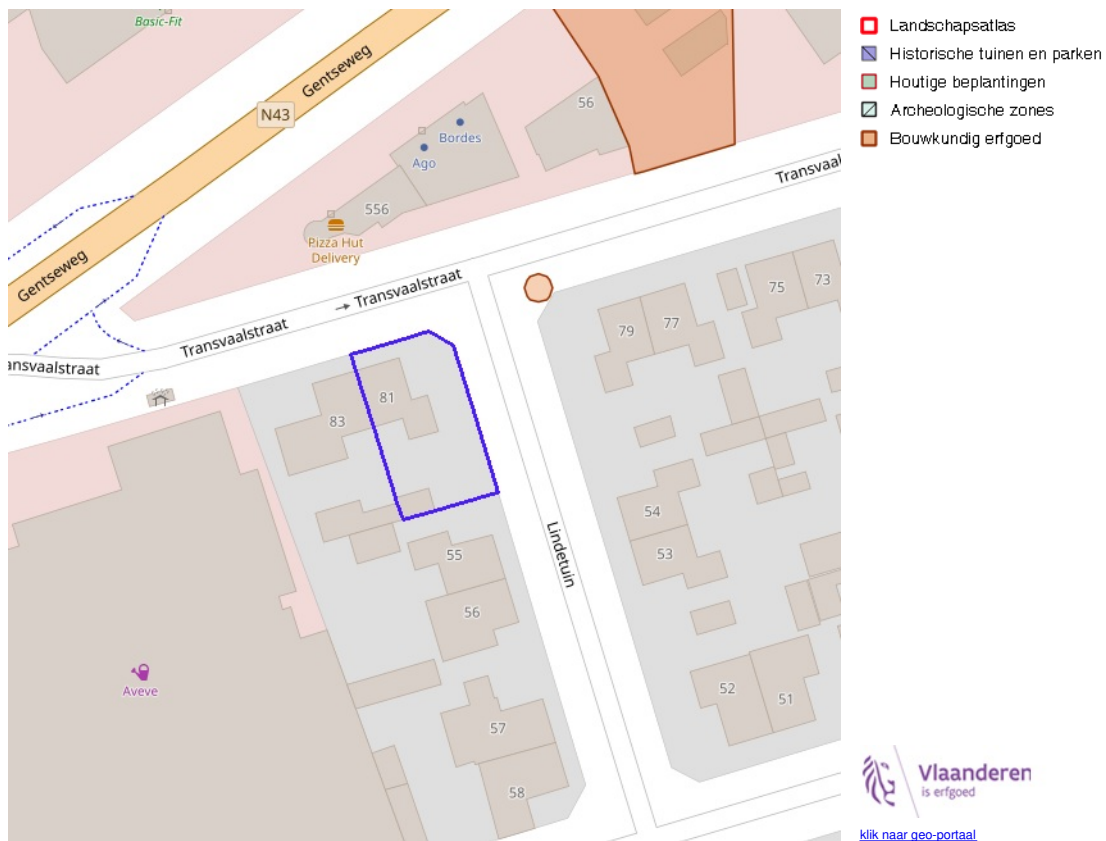 Basic-Fit
Gentseweg
N43
Bordes
Ago
56
556
Pizza Hut
Delivery
Transvaal
Gentseweg
→ Transvaalstraat
Transvaalstraat
ansvaalstraat
75
73
79
77
81
83
54
53
Lindetuin
55
56
52
51
57
58
Aveve
Landschapsatlas
Historische tuinen en parken
Houtige beplantingen
Archeologische zones
Bouwkundig erfgoed
Vlaanderen
is erfgoed
klik naar geo-portaal